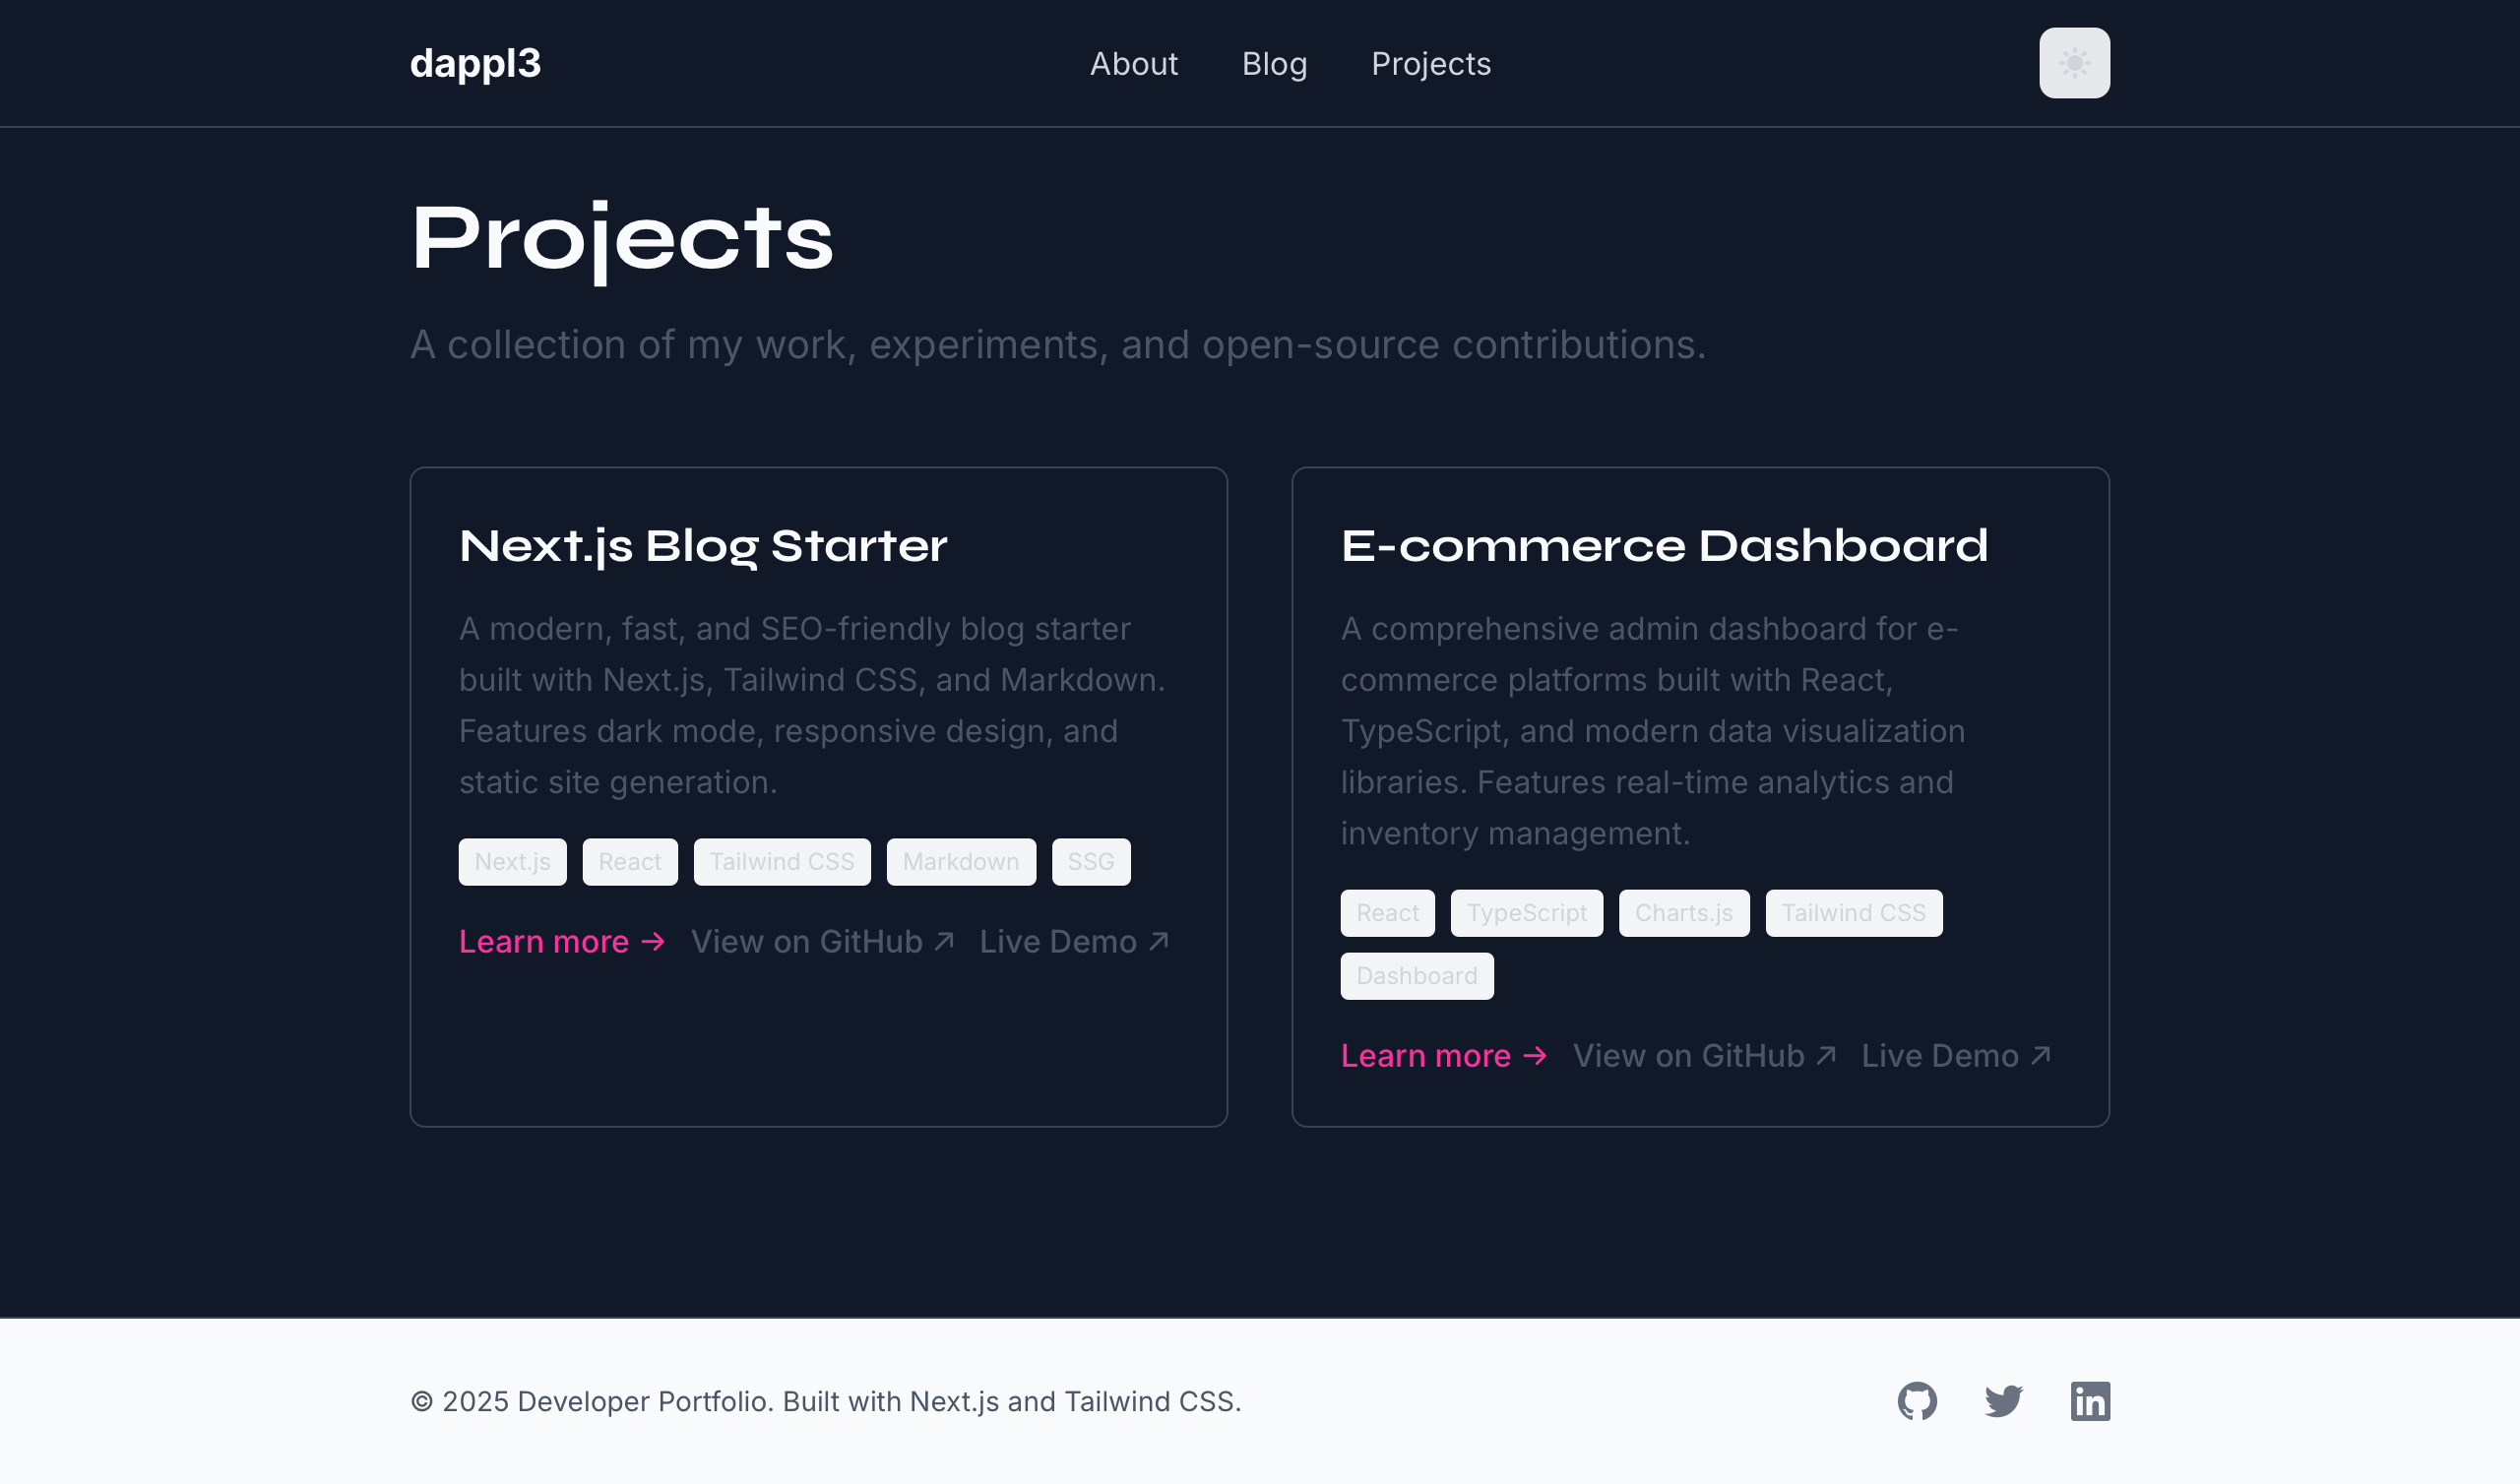 dappl3
About Blog Projects
Projects
A collection of my work, experiments, and open-source contributions.
Next.js Blog Starter
A modern, fast, and SEO-friendly blog starter
built with Next.js, Tailwind CSS, and Markdown.
Features dark mode, responsive design, and
static site generation.
Next.js React Tailwind CSS Markdown SSG
Learn more → View on GitHub ↗ Live Demo ↗
E-commerce Dashboard
A comprehensive admin dashboard for e-
commerce platforms built with React,
TypeScript, and modern data visualization
libraries. Features real-time analytics and
inventory management.
React TypeScript Charts.js Tailwind CSS
Dashboard
Learn more → View on GitHub ↗ Live Demo ↗
© 2025 Developer Portfolio. Built with Next.js and Tailwind CSS.
in